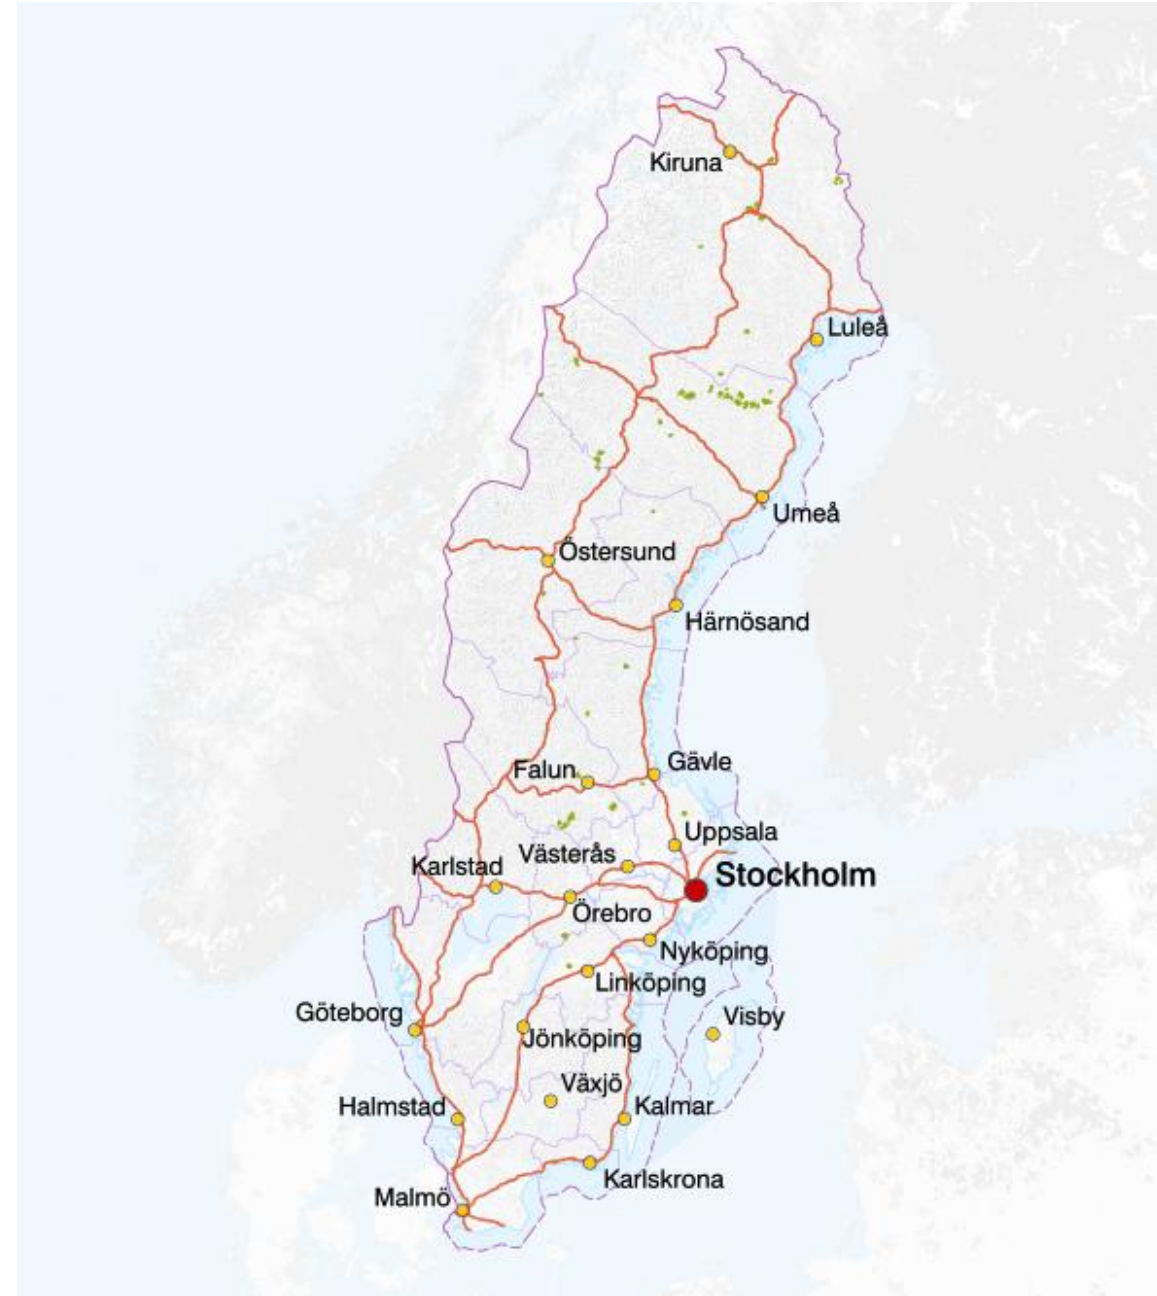 Kiruna
Luleå
Umeå
Östersund
Härnösand
Gävle
Falun
Uppsala
Västerås
Karlstad
Stockholm
Örebro
Nyköping
Linköping
Göteborg
Visby
Jönköping
Växjö
Halmstad
Kalmar
Karlskrona
Malmö